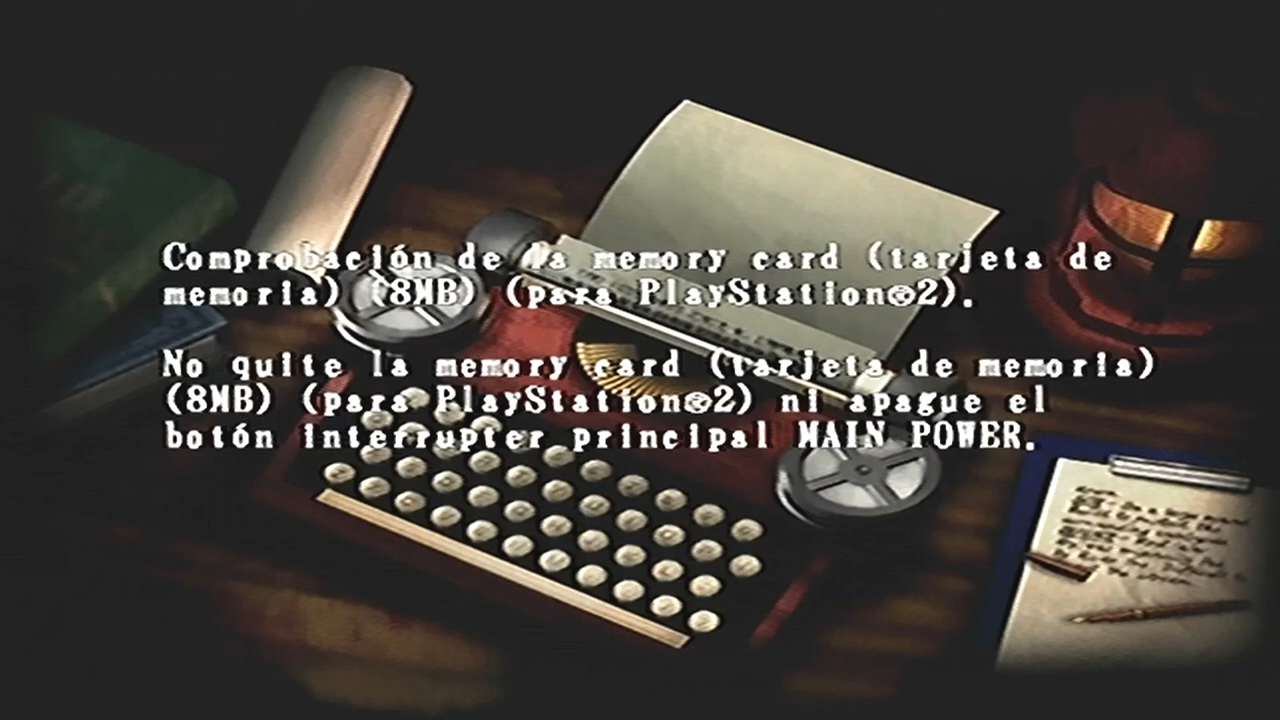 Comprobación de la memory card (tarjeta de
memoria) (8MB) (para PlayStation®2).
No quite la memory card (tarjeta de memoria)
(8MB) (para PlayStation®2) ni apague el
botón interrupter principal MAIN POWER.